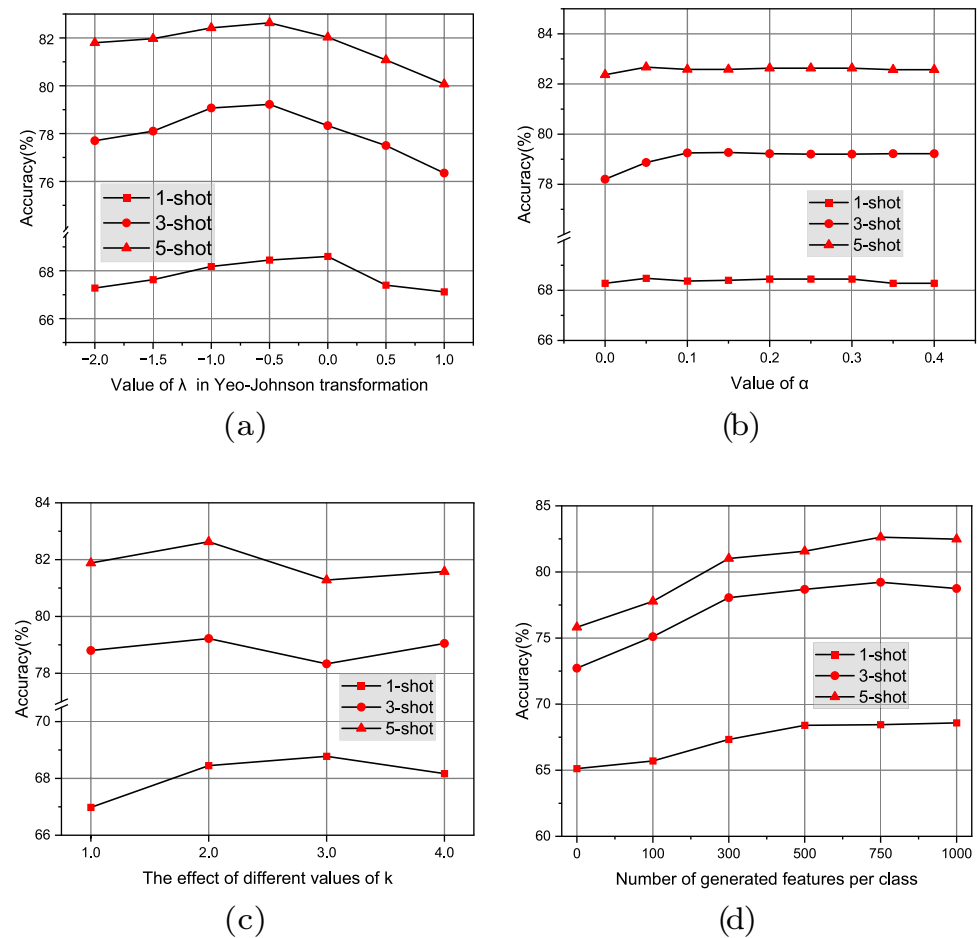 82
80
78
76
68
66
Accuracy(%)
1-shot
3-shot
5-shot
−2.0 −1.5 −1.0 −0.5 0.0 0.5 1.0
Value of λ in Yeo-Johnson transformation
(a)
84
82
80
78
68
66
Accuracy(%)
1-shot
3-shot
5-shot
0.0 0.1 0.2 0.3 0.4
Value of α
(b)
84
82
80
78
70
68
66
Accuracy(%)
1-shot
3-shot
5-shot
1.0 2.0 3.0 4.0
The effect of different values of k
(c)
85
80
75
70
65
60
Accuracy(%)
1-shot
3-shot
5-shot
0 100 300 500 750 1000
Number of generated features per class
(d)